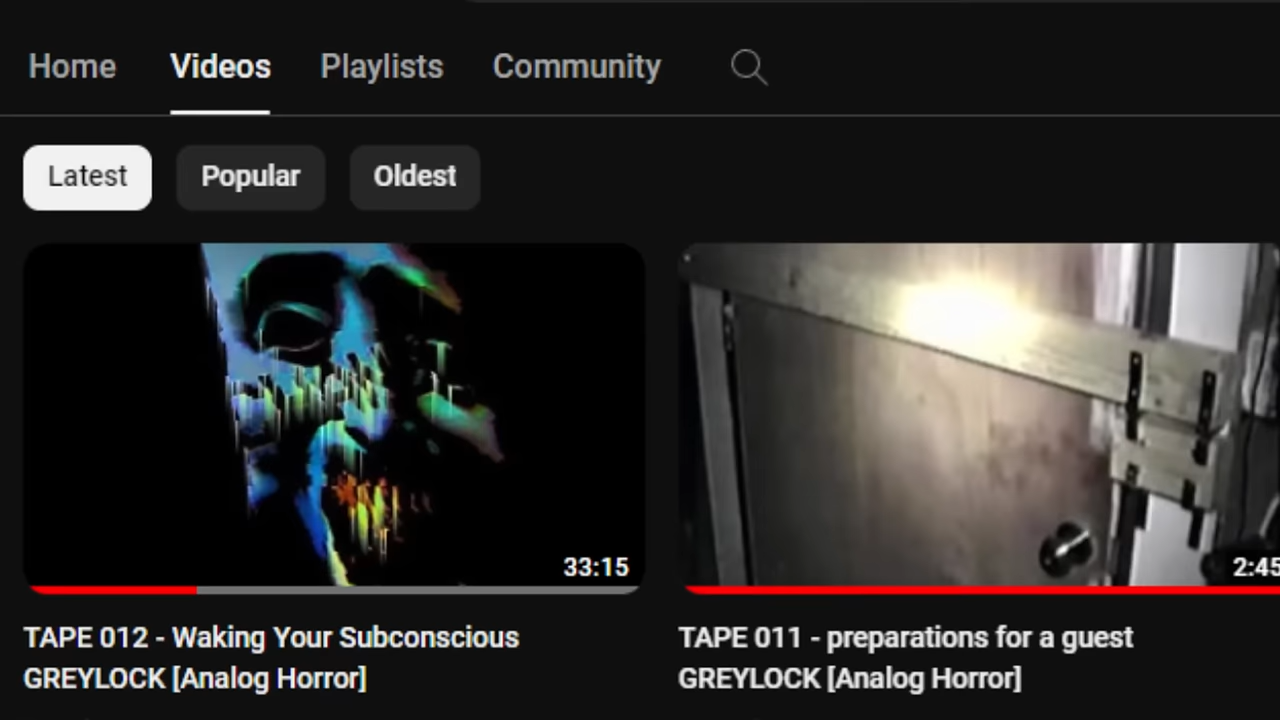 Home Videos Playlists Community
Latest Popular Oldest
33:15
2:45
TAPE 012 - Waking Your Subconscious
GREYLOCK [Analog Horror]
TAPE 011 - preparations for a guest
GREYLOCK [Analog Horror]